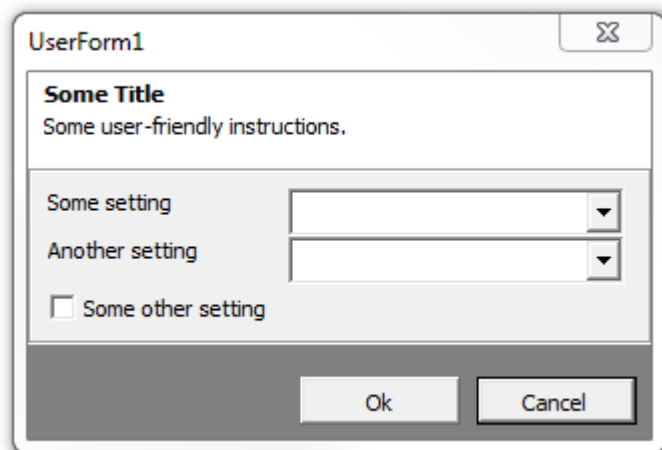 UserForm1
Some Title
Some user-friendly instructions.
Some setting
Another setting
Some other setting
Ok Cancel